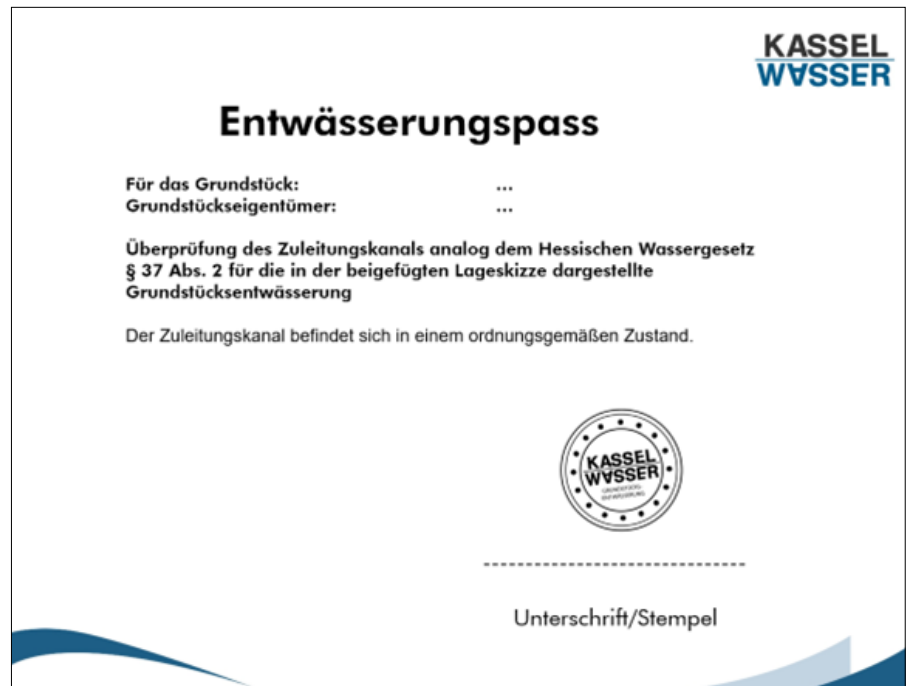 KASSEL
WASSER
Entwässerungspass
Für das Grundstück: ...
Grundstückseigentümer: ...
Überprüfung des Zuleitungskanals analog dem Hessischen Wassergesetz
§ 37 Abs. 2 für die in der beigefügten Lageskizze dargestellte
Grundstücksentwässerung
Der Zuleitungskanal befindet sich in einem ordnungsgemäßen Zustand.
KASSEL
WASSER
Unterschrift/Stempel